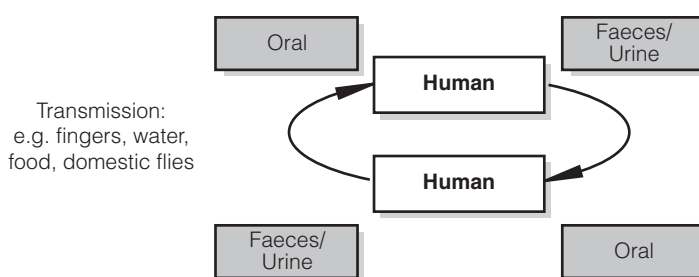 Oral
Faeces/
Urine
Human
Transmission:
e.g. fingers, water,
food, domestic flies
Human
Faeces/
Urine
Oral